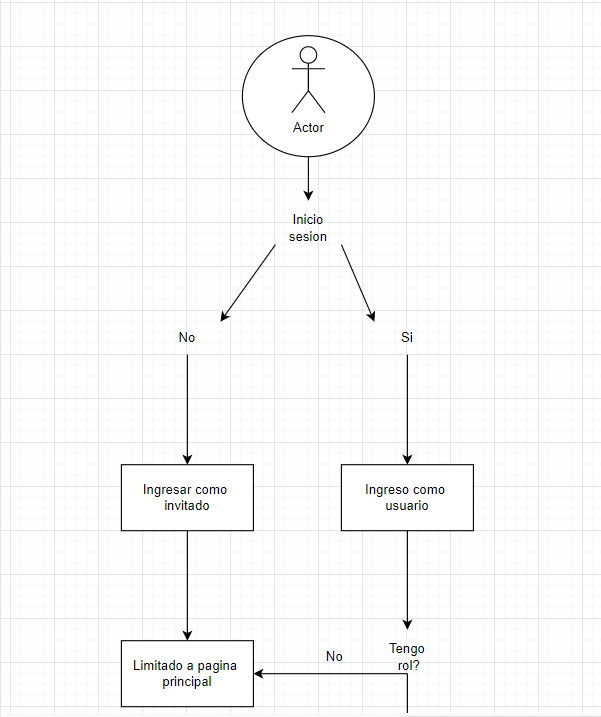 Actor
Inicio
sesion
No
Si
Ingresar como
invitado
Ingreso como
usuario
Limitado a pagina
principal
No
Tengo
rol?